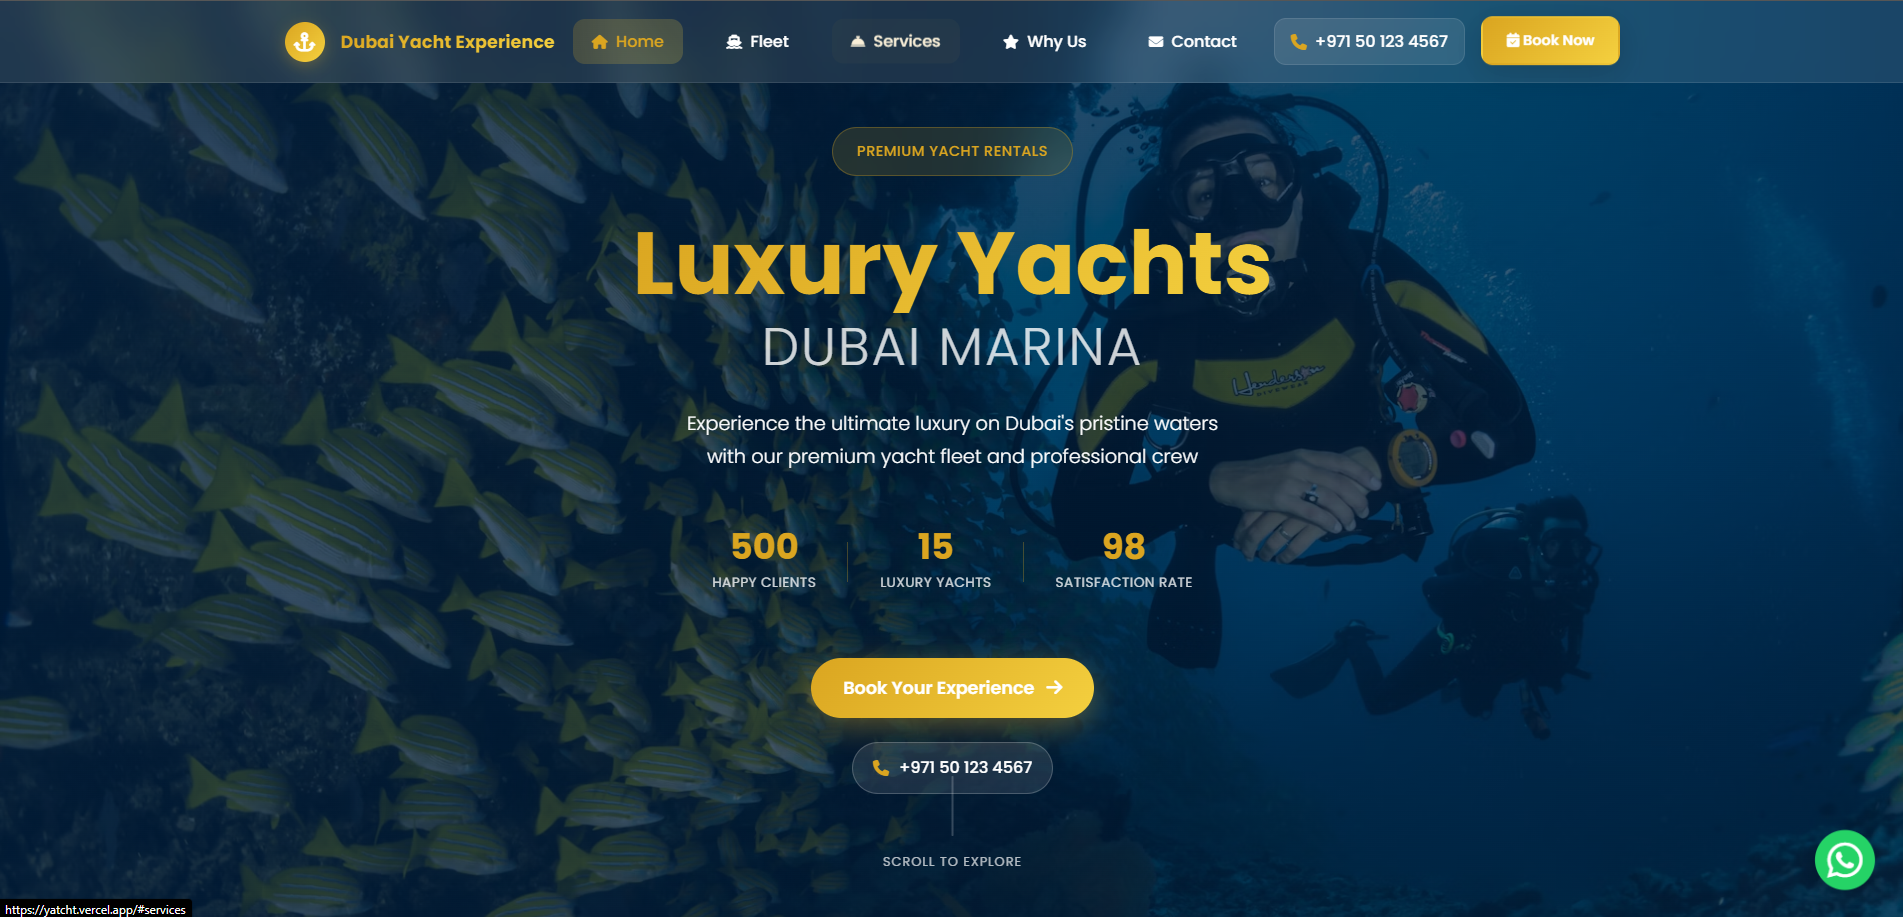 Dubai Yacht Experience
Home
Fleet
Services
Why Us
Contact
+971 50 123 4567
Book Now
PREMIUM YACHT RENTALS
Luxury Yachts
DUBAI MARINA
Henderson
DIVEWEAR
Experience the ultimate luxury on Dubai's pristine waters
with our premium yacht fleet and professional crew
500
HAPPY CLIENTS
15
LUXURY YACHTS
98
SATISFACTION RATE
Book Your Experience
+971 50 123 4567
SCROLL TO EXPLORE
https://yatcht.vercel.app/#services